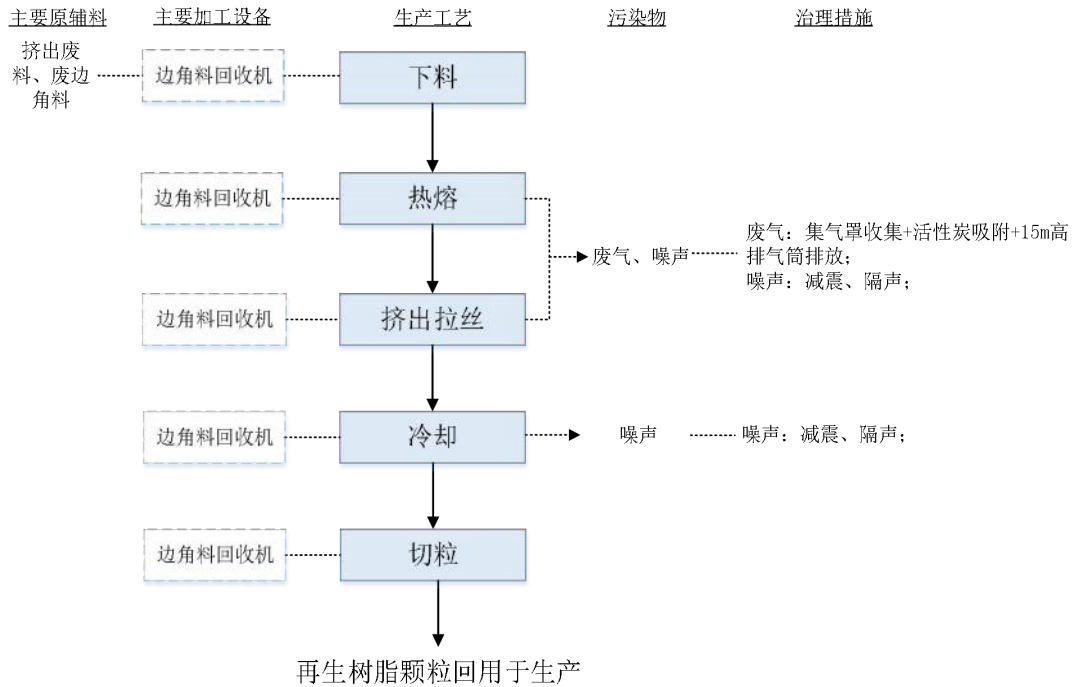 主要原辅料 主要加工设备 生产工艺 污染物 治理措施
挤出废
料、废边
角料
边角料回收机
下料
边角料回收机
热熔
废气、噪声
废气：集气罩收集+活性炭吸附+15m高
排气筒排放；
噪声：减震、隔声；
边角料回收机
挤出拉丝
边角料回收机
冷却
噪声
噪声：减震、隔声；
边角料回收机
切粒
再生树脂颗粒回用于生产